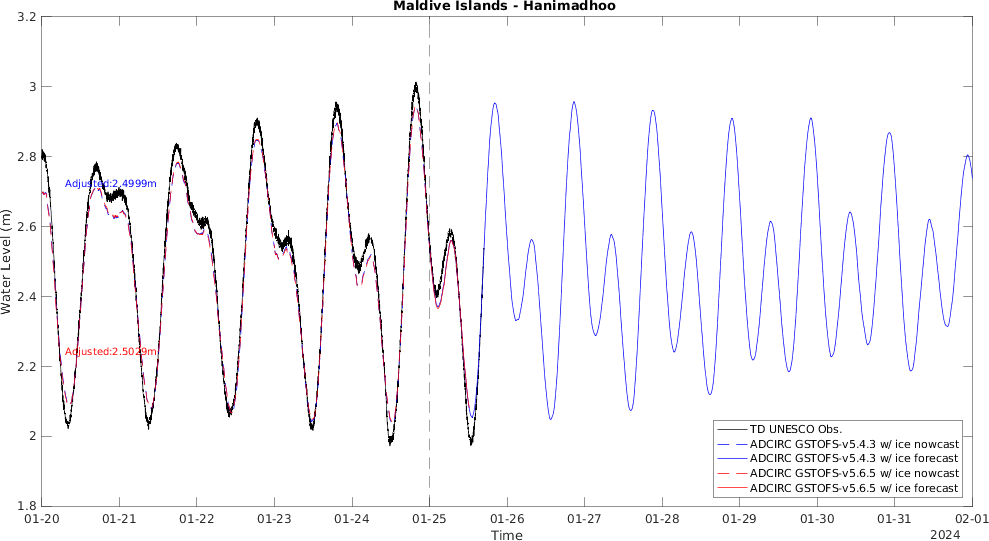 Maldive Islands - Hanimadhoo
3.2
3
2.8
2.6
2.4
2.2
2
1.8
Water Level (m)
Adjusted:2.4999m
Adjusted:2.5029m
TD UNESCO Obs.
ADCIRC GSTOFS-v5.4.3 w/ ice nowcast
ADCIRC GSTOFS-v5.4.3 w/ ice forecast
ADCIRC GSTOFS-v5.6.5 w/ ice nowcast
ADCIRC GSTOFS-v5.6.5 w/ ice forecast
01-20 01-21 01-22 01-23 01-24 01-25 01-26 01-27 01-28 01-29 01-30 01-31 02-01
Time
2024